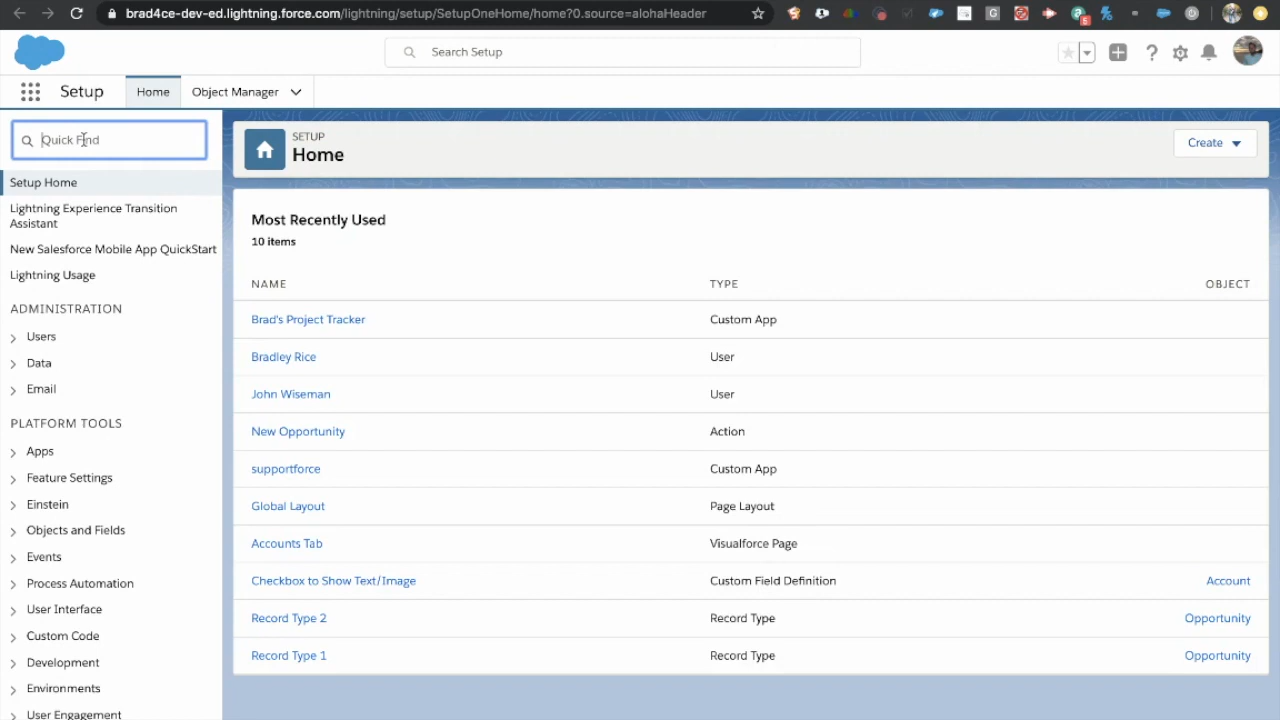 brad4ce-dev-ed.lightning.force.com/lightning/setup/SetupOneHome/home?0.source=alohaHeader
Search Setup
Setup
Home
Object Manager
Quick Find
Setup Home
Lightning Experience Transition
Assistant
New Salesforce Mobile App QuickStart
Lightning Usage
ADMINISTRATION
Users
Data
Email
PLATFORM TOOLS
Apps
Feature Settings
Einstein
Objects and Fields
Events
Process Automation
User Interface
Custom Code
Development
Environments
User Engagement
SETUP
Home
Create
Most Recently Used
10 items
NAME TYPE OBJECT
Brad's Project Tracker Custom App
Bradley Rice User
John Wiseman User
New Opportunity Action
supportforce Custom App
Global Layout Page Layout
Accounts Tab Visualforce Page
Checkbox to Show Text/Image Custom Field Definition Account
Record Type 2 Record Type Opportunity
Record Type 1 Record Type Opportunity